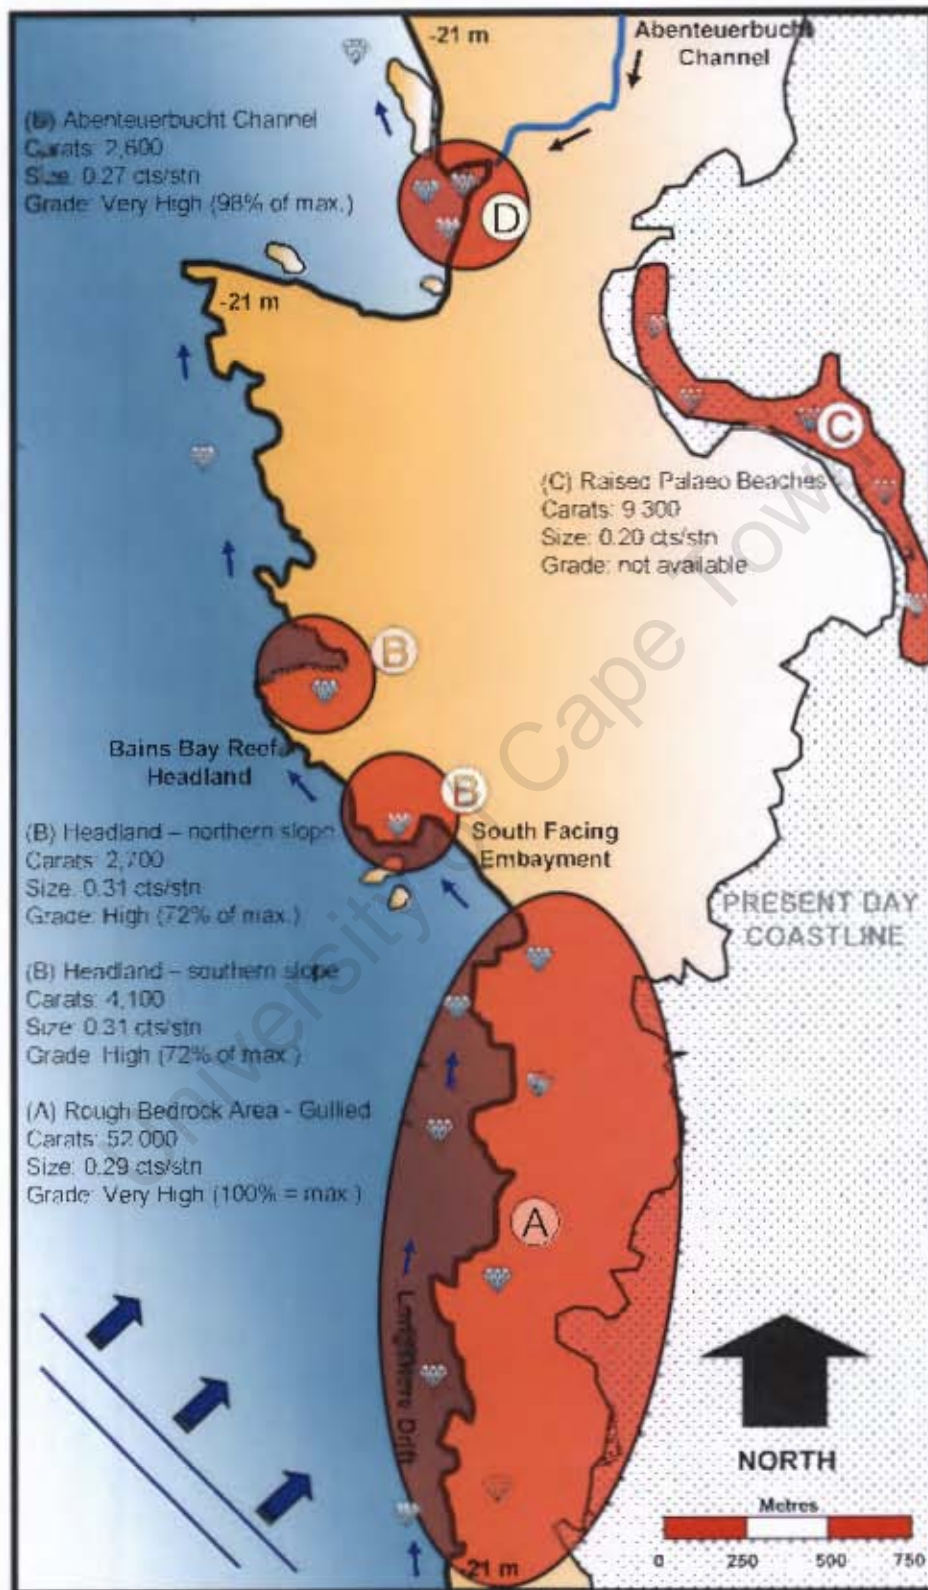 -21 m
Abenteuerbucht
Channel
(D) Abenteuerbucht Channel
Carats: 2,600
Size: 0.27 cts/stn
Grade: Very High (98% of max.)
D
-21 m
C
(C) Raised Palaeo Beaches
Carats: 9 300
Size: 0.20 cts/stn
Grade: not available
B
Bains Bay Reef
Headland
B
South Facing
Embayment
(B) Headland – northern slope
Carats: 2,700
Size: 0.31 cts/stn
Grade: High (72% of max.)
PRESENT DAY
COASTLINE
(B) Headland – southern slope
Carats: 4,100
Size: 0.31 cts/stn
Grade: High (72% of max.)
(A) Rough Bedrock Area - Gullied
Carats: 52 000
Size: 0.29 cts/stn
Grade: Very High (100% = max.)
A
Longshore Drift
NORTH
Metres
0 250 500 750
-21 m
University of Cape Town